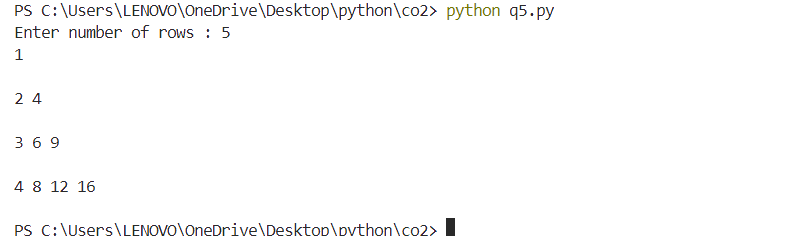 PS C:\Users\LENOVO\OneDrive\Desktop\python\co2> python q5.py
Enter number of rows : 5
1
2 4
3 6 9
4 8 12 16
PS C:\Users\LENOVO\OneDrive\Desktop\python\co2>